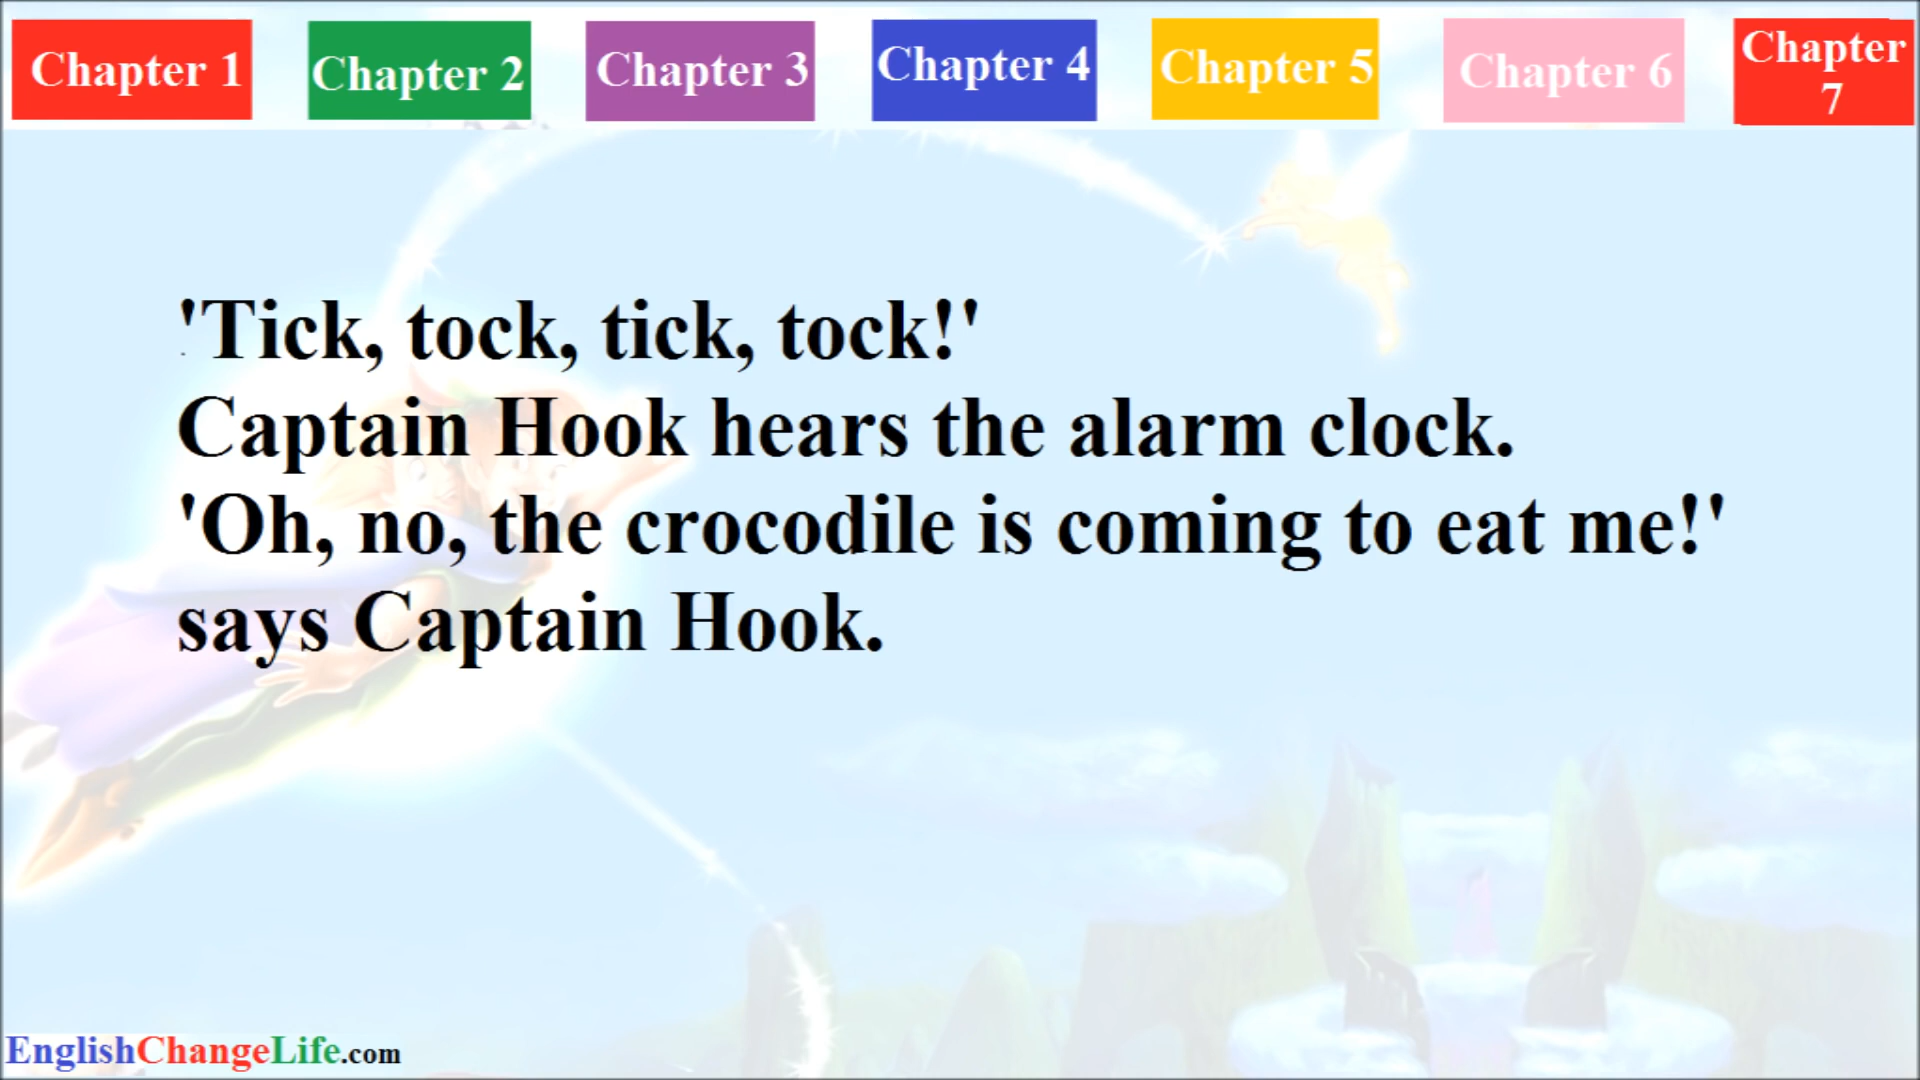 Chapter 1
Chapter 2
Chapter 3
Chapter 4
Chapter 5
Chapter 6
Chapter
7
'Tick, tock, tick, tock!'
Captain Hook hears the alarm clock.
'Oh, no, the crocodile is coming to eat me!'
says Captain Hook.
EnglishChangeLife.com